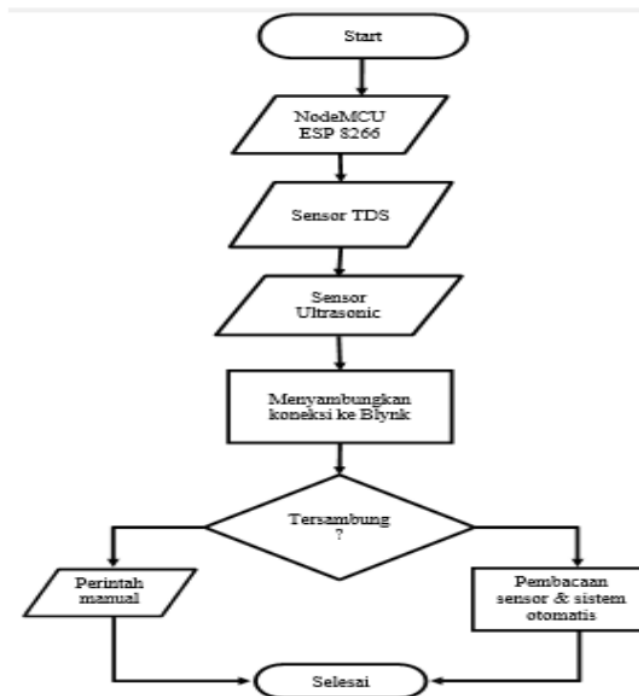 Start
NodeMCU
ESP 8266
Sensor TDS
Sensor
Ultrasonic
Menyambungkan
koneksi ke Blynk
Tersambung
?
Perintah
manual
Pembacaan
sensor & sistem
otomatis
Selesai